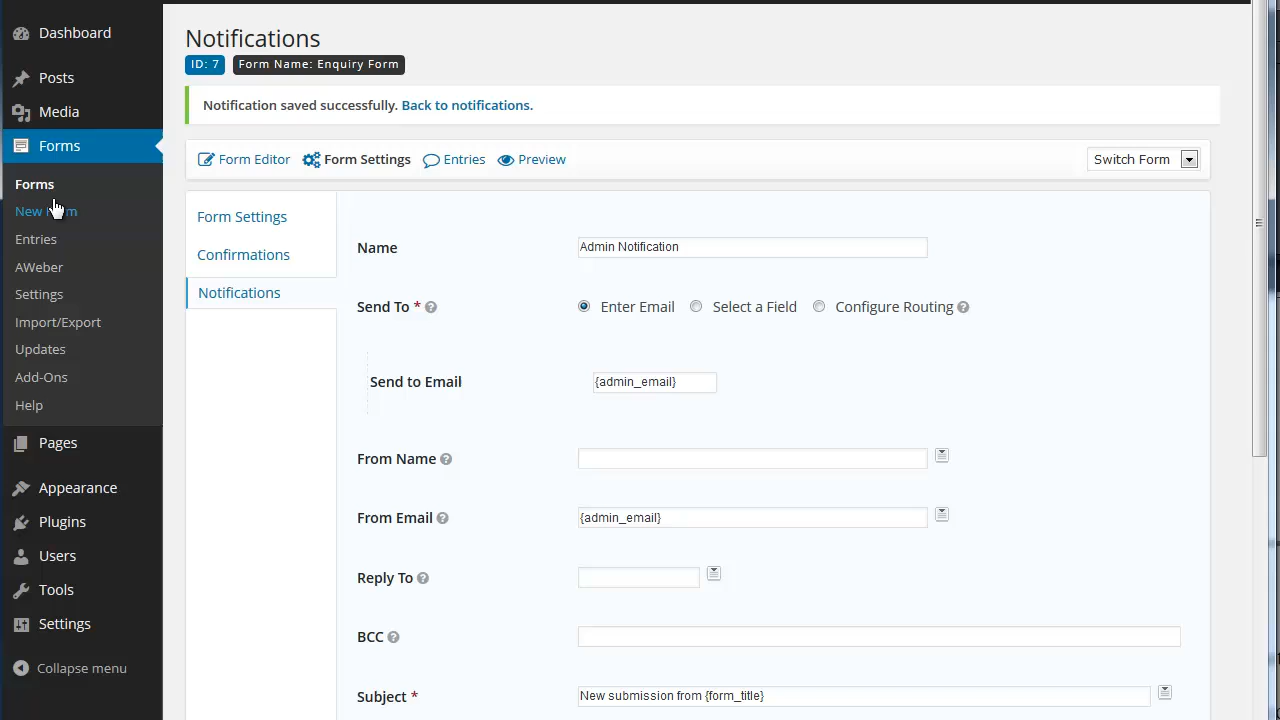 Dashboard
Posts
Media
Forms
Forms
New Form
Entries
AWeber
Settings
Import/Export
Updates
Add-Ons
Help
Pages
Appearance
Plugins
Users
Tools
Settings
Collapse menu
Notifications
ID: 7 Form Name: Enquiry Form
Notification saved successfully. Back to notifications.
Form Editor Form Settings Entries Preview Switch Form
Form Settings
Confirmations
Notifications
Name Admin Notification
Send To * Enter Email Select a Field Configure Routing
Send to Email {admin_email}
From Name
From Email {admin_email}
Reply To
BCC
Subject * New submission from {form_title}